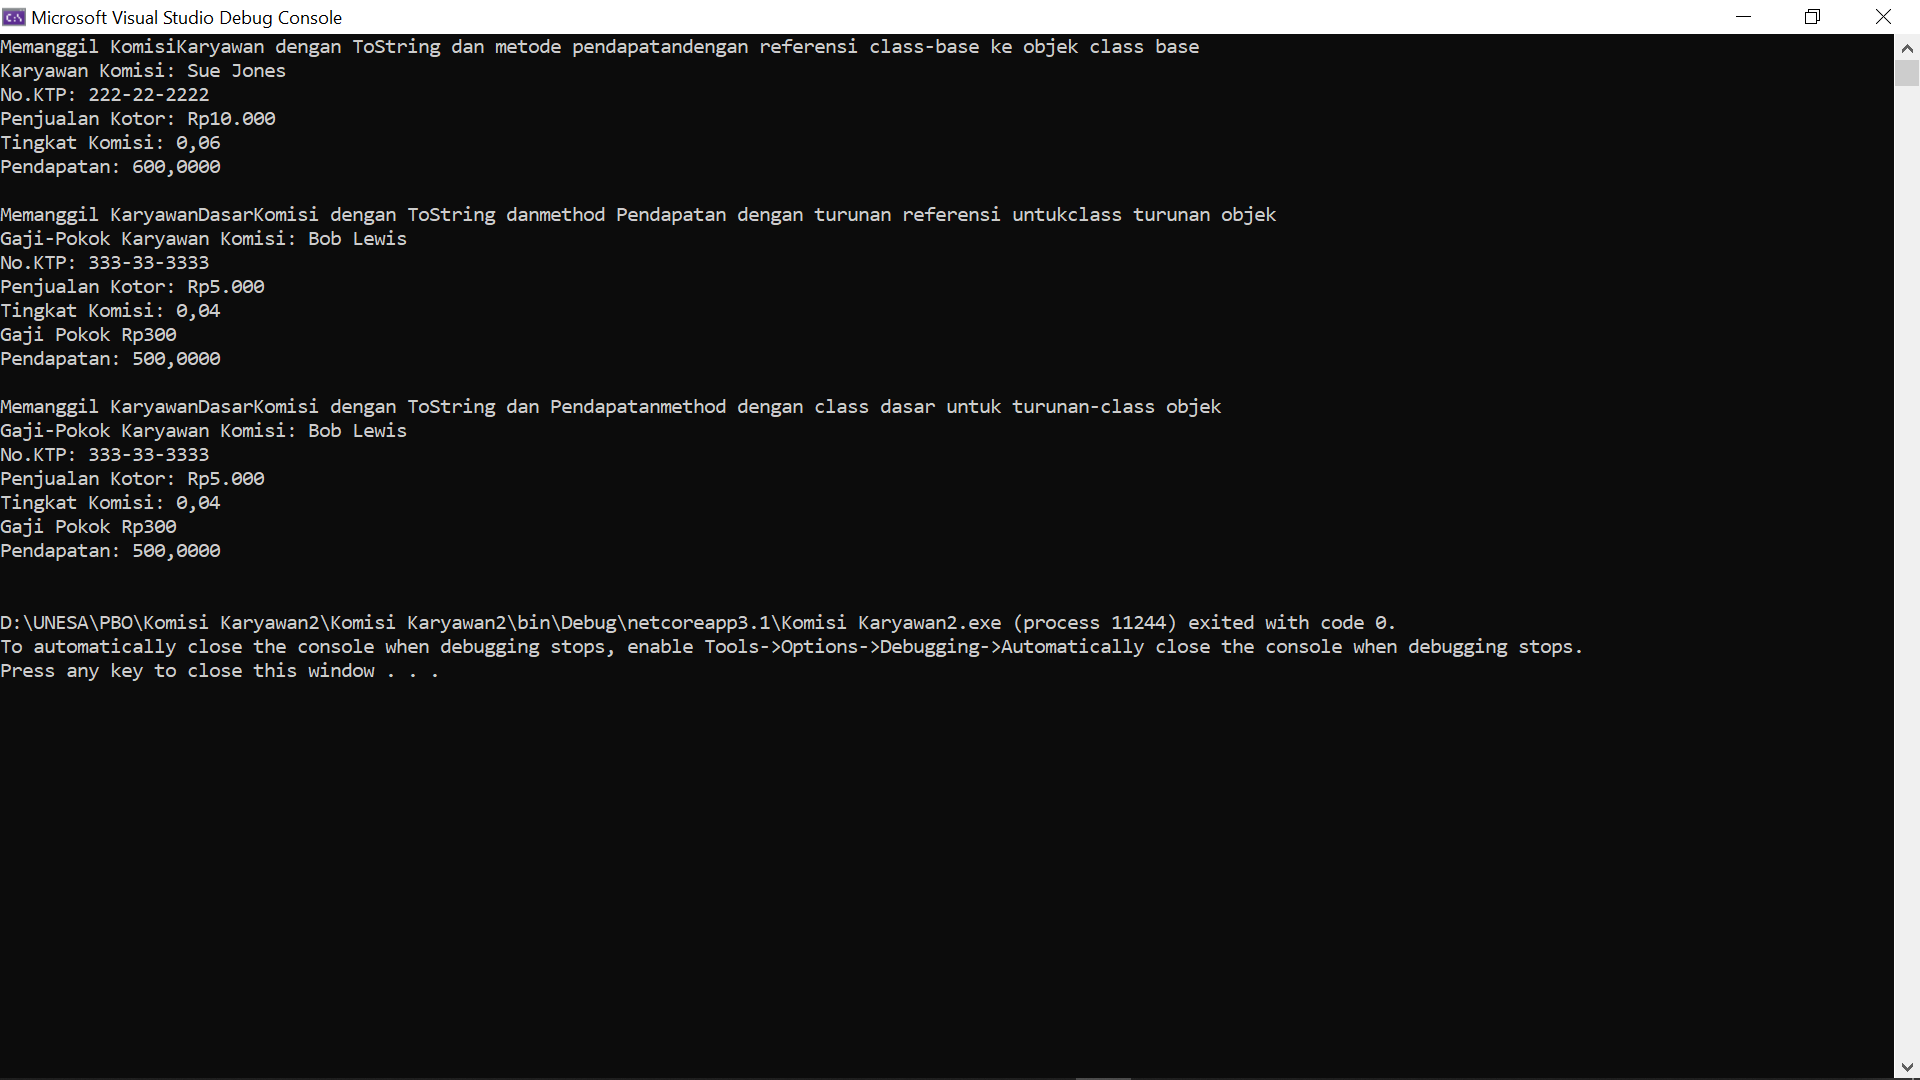 Microsoft Visual Studio Debug Console
Memanggil KomisiKaryawan dengan ToString dan metode pendapatandengan referensi class-base ke objek class base
Karyawan Komisi: Sue Jones
No.KTP: 222-22-2222
Penjualan Kotor: Rp10.000
Tingkat Komisi: 0,06
Pendapatan: 600,0000
Memanggil KaryawanDasarKomisi dengan ToString danmethod Pendapatan dengan turunan referensi untukclass turunan objek
Gaji-Pokok Karyawan Komisi: Bob Lewis
No.KTP: 333-33-3333
Penjualan Kotor: Rp5.000
Tingkat Komisi: 0,04
Gaji Pokok Rp300
Pendapatan: 500,0000
Memanggil KaryawanDasarKomisi dengan ToString dan Pendapatanmethod dengan class dasar untuk turunan-class objek
Gaji-Pokok Karyawan Komisi: Bob Lewis
No.KTP: 333-33-3333
Penjualan Kotor: Rp5.000
Tingkat Komisi: 0,04
Gaji Pokok Rp300
Pendapatan: 500,0000
D:\UNESA\PBO\Komisi Karyawan2\Komisi Karyawan2\bin\Debug\netcoreapp3.1\Komisi Karyawan2.exe (process 11244) exited with code 0.
To automatically close the console when debugging stops, enable Tools->Options->Debugging->Automatically close the console when debugging stops.
Press any key to close this window . . .